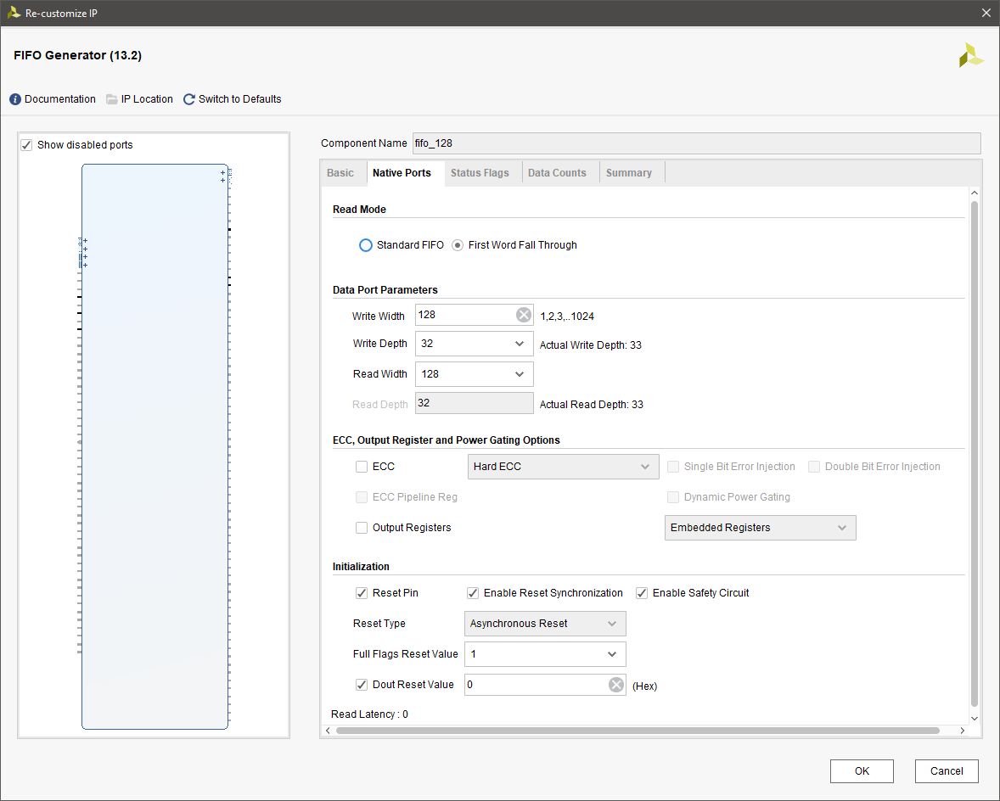 Re-customize IP
FIFO Generator (13.2)
Documentation IP Location Switch to Defaults
Show disabled ports
Component Name fifo_128
Basic Native Ports Status Flags Data Counts Summary
Read Mode
Standard FIFO First Word Fall Through
Data Port Parameters
Write Width 128 1,2,3,..1024
Write Depth 32 Actual Write Depth: 33
Read Width 128
Read Depth 32 Actual Read Depth: 33
ECC, Output Register and Power Gating Options
ECC Hard ECC Single Bit Error Injection Double Bit Error Injection
ECC Pipeline Reg Dynamic Power Gating
Output Registers Embedded Registers
Initialization
Reset Pin Enable Reset Synchronization Enable Safety Circuit
Reset Type Asynchronous Reset
Full Flags Reset Value 1
Dout Reset Value 0 (Hex)
Read Latency : 0
OK Cancel